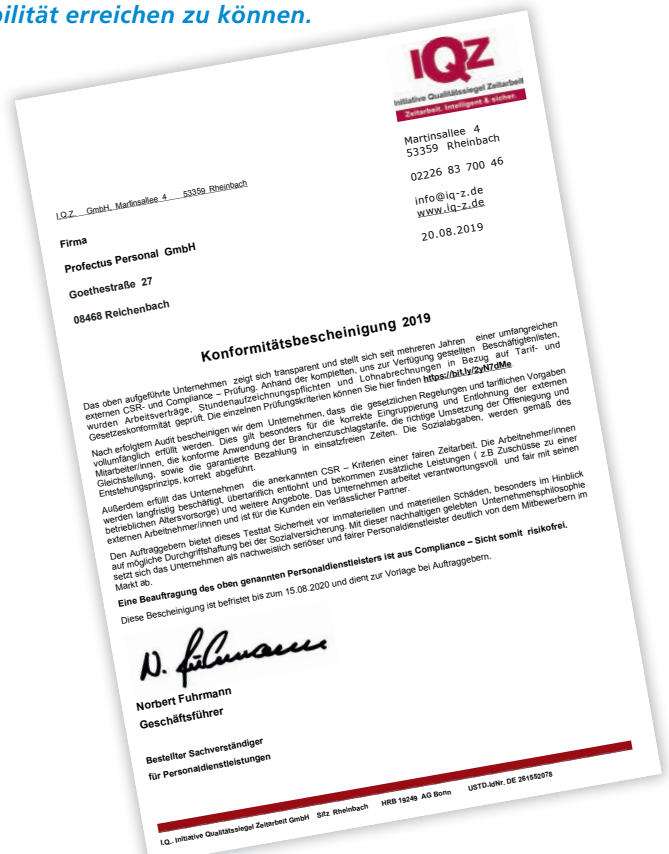 bilität erreichen zu können.
IQZ
Initiative Qualitätssiegel Zeitarbeit
Zeitarbeit. Intelligent & sicher.
Martinsallee 4
53359 Rheinbach
02226 83 700 46
info@iq-z.de
www.iq-z.de
20.08.2019
I.Q.Z. GmbH, Martinsallee 4 53359 Rheinbach
Firma
Profectus Personal GmbH
Goethestraße 27
08468 Reichenbach
Konformitätsbescheinigung 2019
Das oben aufgeführte Unternehmen zeigt sich transparent und stellt sich seit mehreren Jahren einer umfangreichen
externen CSR- und Compliance – Prüfung. Anhand der kompletten, uns zur Verfügung gestellten Beschäftigtenlisten,
wurden Arbeitsverträge, Stundenaufzeichnungspflichten und Lohnabrechnungen in Bezug auf Tarif- und
Gesetzeskonformität geprüft. Die einzelnen Prüfungskriterien können Sie hier finden https://bit.ly/2yN7dMe
Nach erfolgtem Audit bescheinigen wir dem Unternehmen, dass die gesetzlichen Regelungen und tariflichen Vorgaben
vollumfänglich erfüllt werden. Dies gilt besonders für die korrekte Eingruppierung und Entlohnung der externen
Mitarbeiter/innen, die konforme Anwendung der Branchenzuschlagstarife, die richtige Umsetzung der Offenlegung und
Gleichstellung, sowie die garantierte Bezahlung in einsatzfreien Zeiten. Die Sozialabgaben, werden gemäß des
Entstehungsprinzips, korrekt abgeführt.
Außerdem erfüllt das Unternehmen die anerkannten CSR – Kriterien einer fairen Zeitarbeit. Die Arbeitnehmer/innen
werden langfristig beschäftigt, übertariflich entlohnt und bekommen zusätzliche Leistungen ( z.B Zuschüsse zu einer
betrieblichen Altersvorsorge) und weitere Angebote. Das Unternehmen arbeitet verantwortungsvoll und fair mit seinen
externen Arbeitnehmer/innen und ist für die Kunden ein verlässlicher Partner.
Den Auftraggebern bietet dieses Testtat Sicherheit vor immateriellen und materiellen Schäden, besonders im Hinblick
auf mögliche Durchgriffshaftung bei der Sozialversicherung. Mit dieser nachhaltigen gelebten Unternehmensphilosophie
setzt sich das Unternehmen als nachweislich seriöser und fairer Personaldienstleister deutlich von dem Mitbewerbern im
Markt ab.
Eine Beauftragung des oben genannten Personaldienstleisters ist aus Compliance – Sicht somit risikofrei.
Diese Bescheinigung ist befristet bis zum 15.08.2020 und dient zur Vorlage bei Auftraggebern.
N. Fuhrmann
Norbert Fuhrmann
Geschäftsführer
Bestellter Sachverständiger
für Personaldienstleistungen
I.Q.. Initiative Qualitätssiegel Zeitarbeit GmbH Sitz Rheinbach HRB 19249 AG Bonn USTD-IdNr. DE 261552078